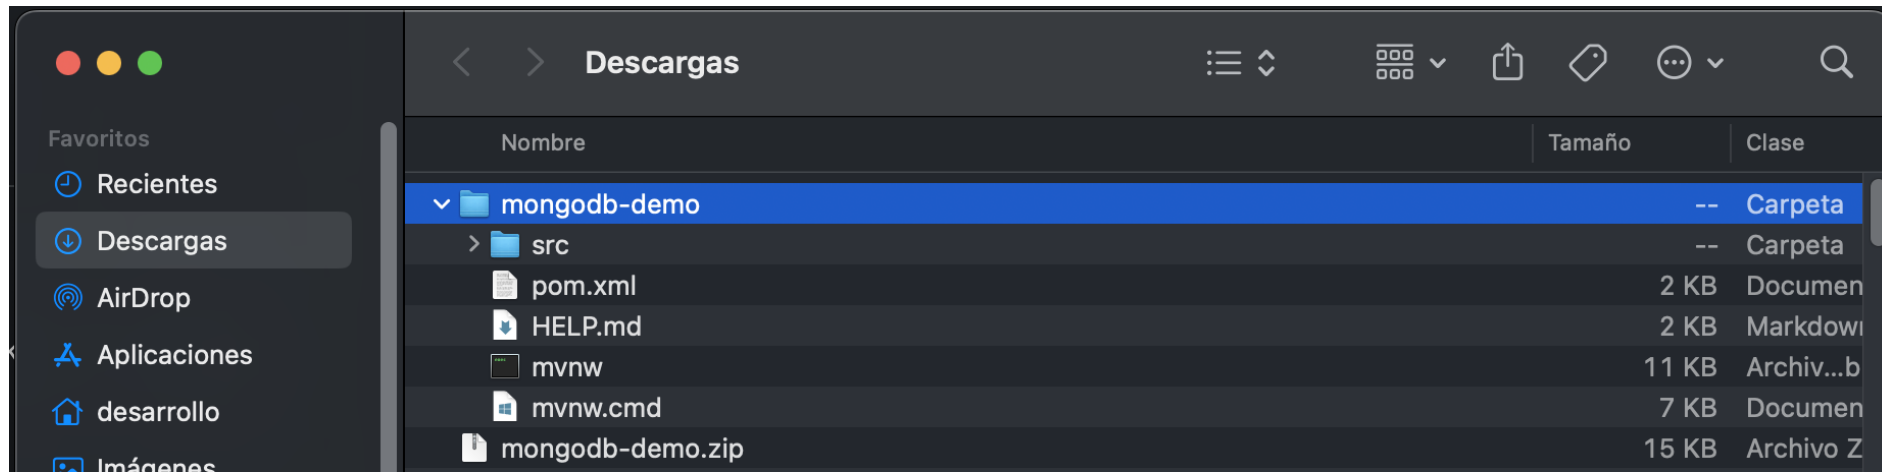 Descargas
Favoritos
Recientes
Descargas
AirDrop
Aplicaciones
desarrollo
Imágenes
Nombre Tamaño Clase
mongodb-demo -- Carpeta
src -- Carpeta
pom.xml 2 KB Documen
HELP.md 2 KB Markdow
mvnw 11 KB Archiv...b
mvnw.cmd 7 KB Documen
mongodb-demo.zip 15 KB Archivo Z